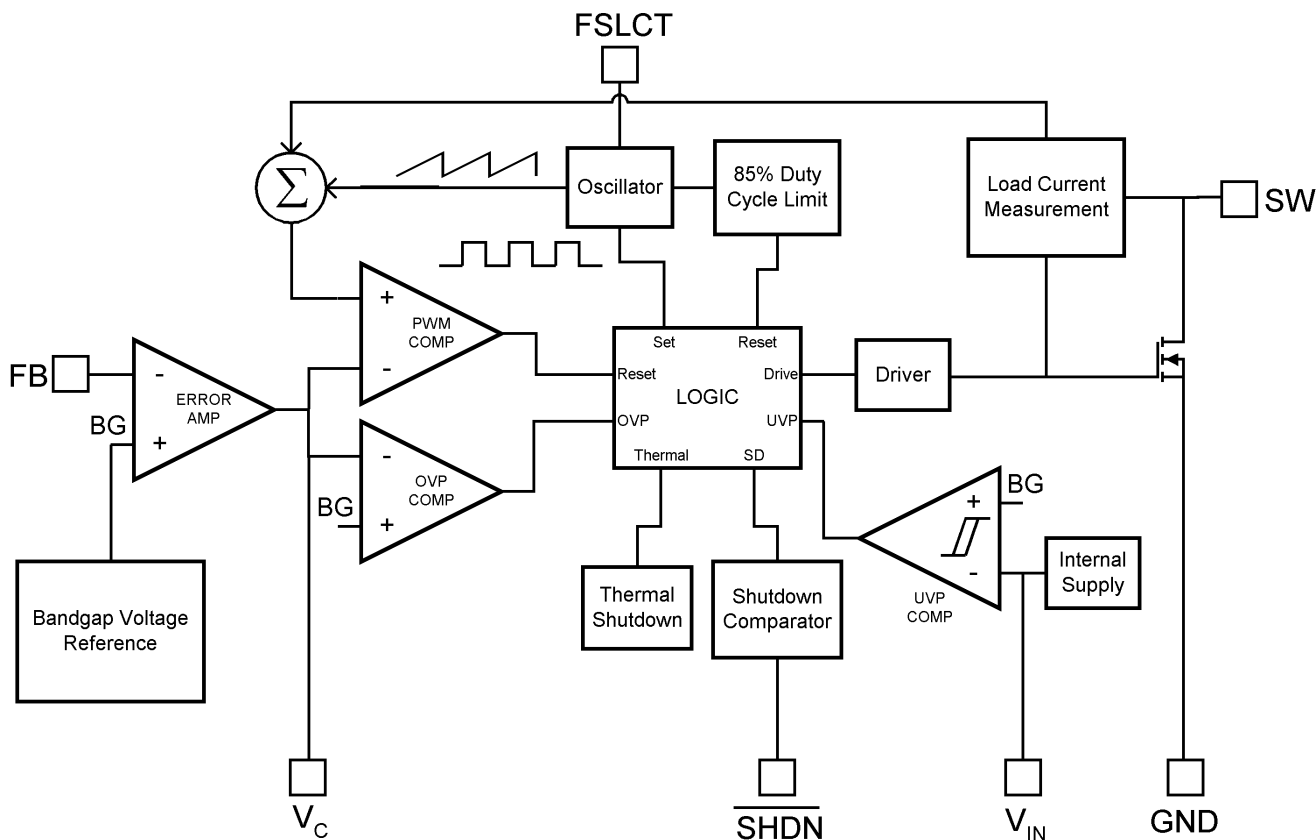 FSLCT
Σ
Oscillator
85% Duty
Cycle Limit
Load Current
Measurement
SW
+
PWM
COMP
-
Set
Reset
Reset
Drive
LOGIC
OVP
UVP
Thermal
SD
Driver
FB
-
ERROR
AMP
BG
+
-
OVP
COMP
BG
+
BG
+
-
UVP
COMP
Internal
Supply
Thermal
Shutdown
Shutdown
Comparator
Bandgap Voltage
Reference
VC
SHDN
VIN
GND